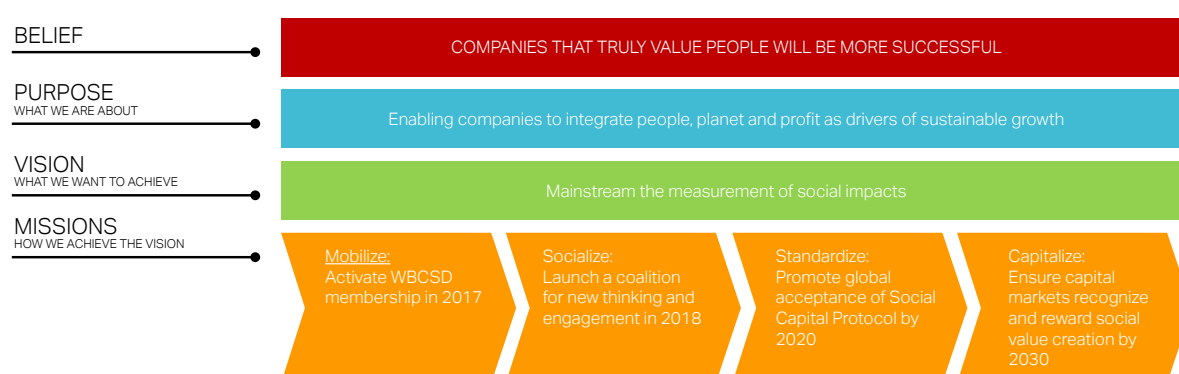 BELIEF
COMPANIES THAT TRULY VALUE PEOPLE WILL BE MORE SUCCESSFUL
PURPOSE
WHAT WE ARE ABOUT
Enabling companies to integrate people, planet and profit as drivers of sustainable growth
VISION
WHAT WE WANT TO ACHIEVE
Mainstream the measurement of social impacts
MISSIONS
HOW WE ACHIEVE THE VISION
Mobilize:
Activate WBCSD
membership in 2017
Socialize:
Launch a coalition
for new thinking and
engagement in 2018
Standardize:
Promote global
acceptance of Social
Capital Protocol by
2020
Capitalize:
Ensure capital
markets recognize
and reward social
value creation by
2030